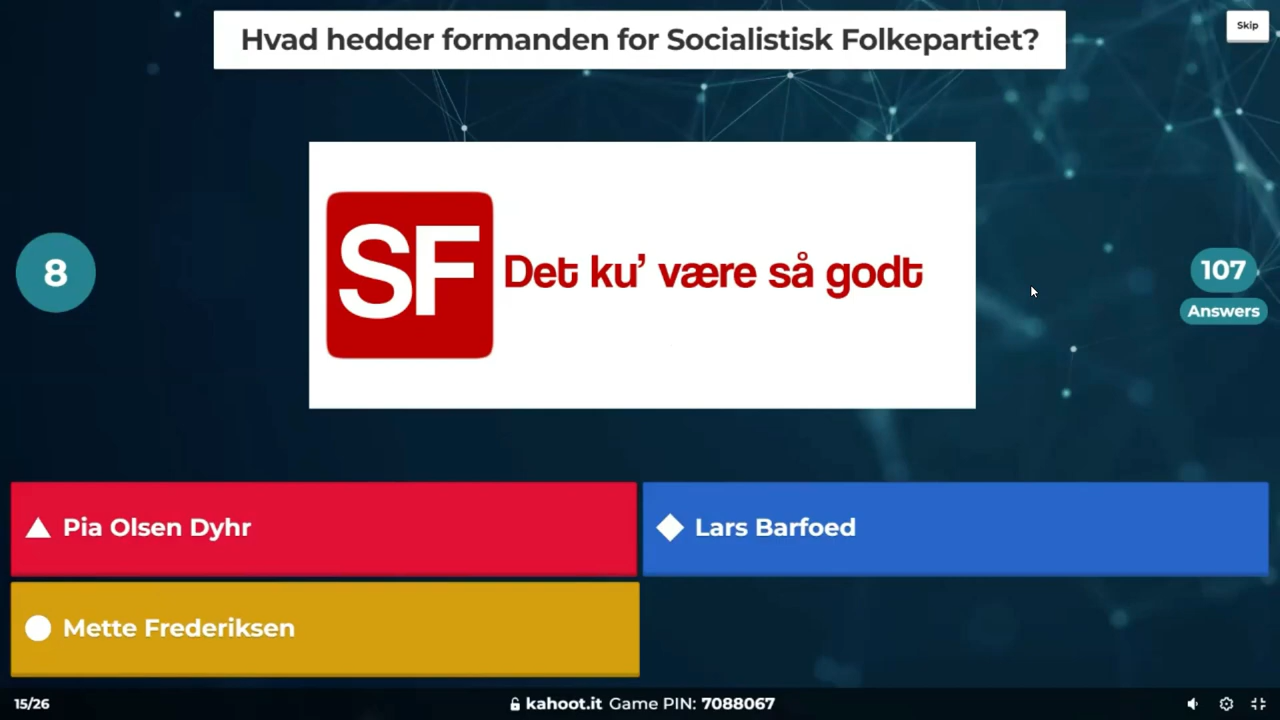 Hvad hedder formanden for Socialistisk Folkepartiet?
Skip
SF Det ku' være så godt
8
107
Answers
Pia Olsen Dyhr
Lars Barfoed
Mette Frederiksen
15/26
kahoot.it Game PIN: 7088067